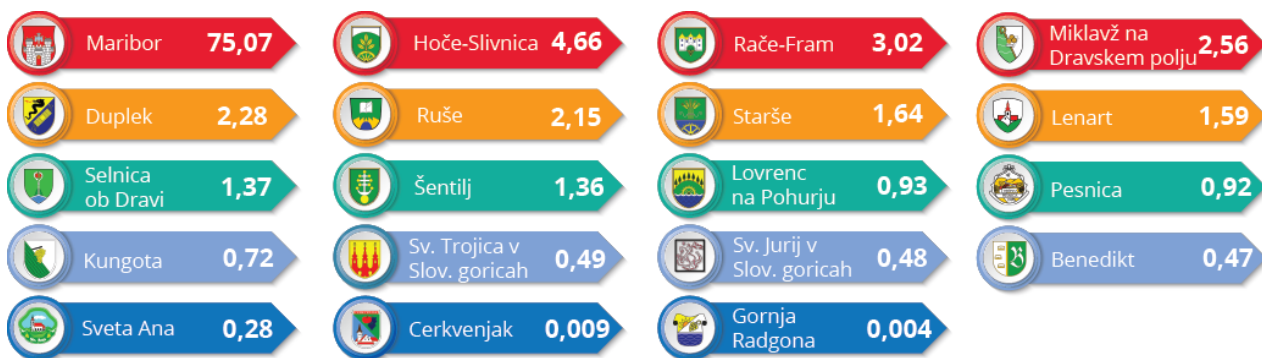 Maribor 75,07
Hoče-Slivnica 4,66
Rače-Fram 3,02
Miklavž na
Dravskem polju 2,56
Duplek 2,28
Ruše 2,15
Starše 1,64
Lenart 1,59
Selnica
ob Dravi 1,37
Šentilj 1,36
Lovrenc
na Pohurju 0,93
Pesnica 0,92
Kungota 0,72
Sv. Trojica v
Slov. goricah 0,49
Sv. Jurij v
Slov. goricah 0,48
Benedikt 0,47
Sveta Ana 0,28
Cerkvenjak 0,009
Gornja
Radgona 0,004